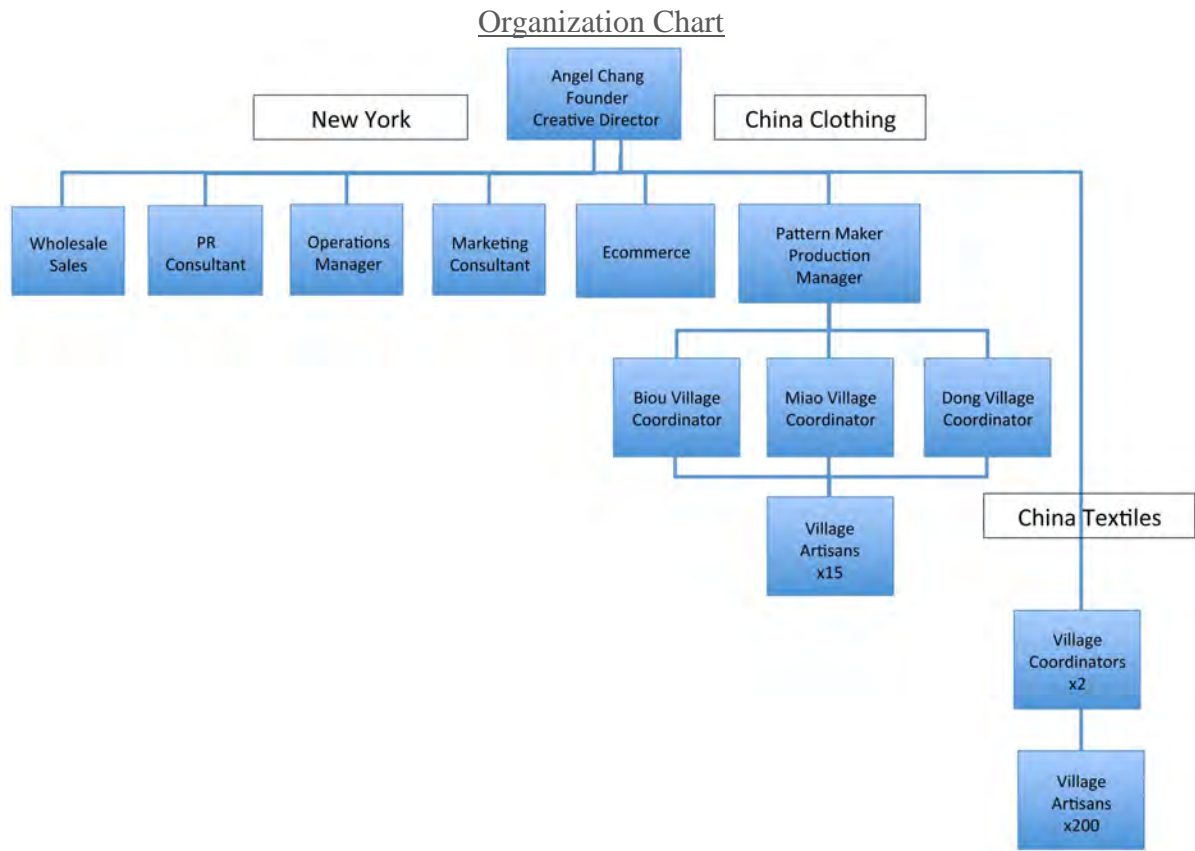 Organization Chart
Angel Chang
Founder
Creative Director
New York
China Clothing
Wholesale
Sales
PR
Consultant
Operations
Manager
Marketing
Consultant
Ecommerce
Pattern Maker
Production
Manager
Biou Village
Coordinator
Miao Village
Coordinator
Dong Village
Coordinator
Village
Artisans
x15
China Textiles
Village
Coordinators
x2
Village
Artisans
x200